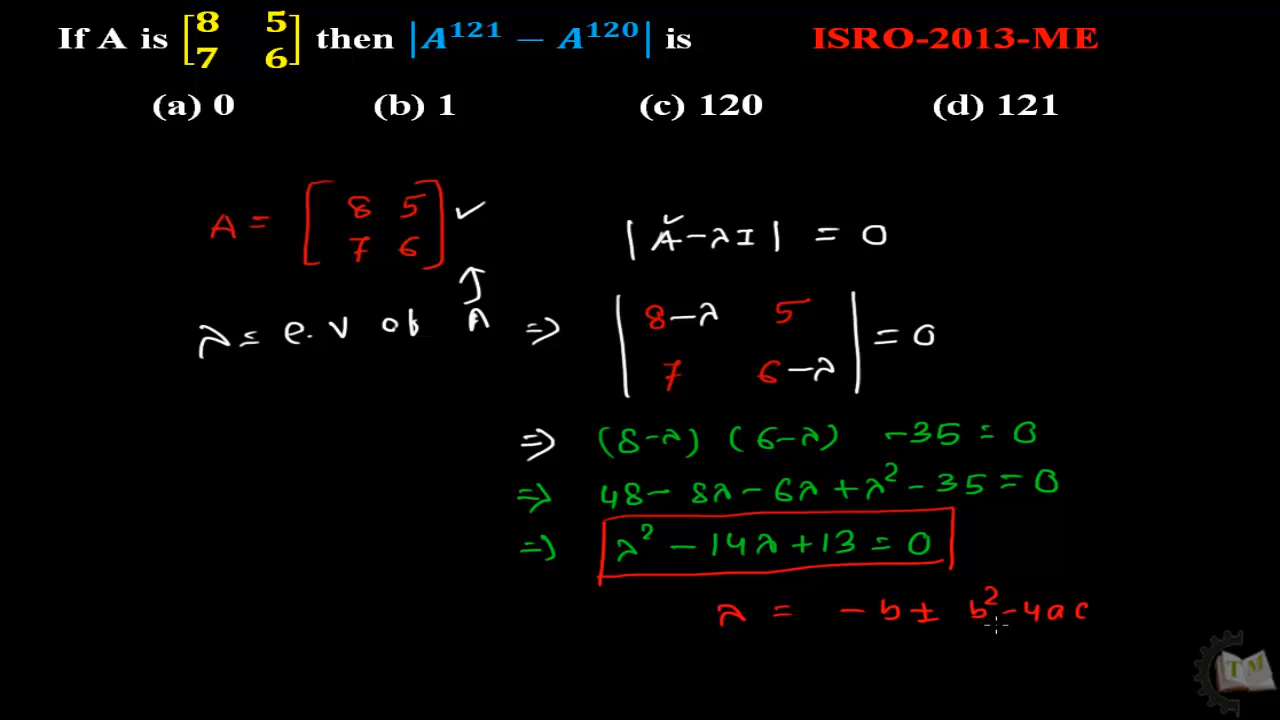 If A is [8 5 7 6] then |A¹²¹ − A¹²⁰| is ISRO-2013-ME
(a) 0 (b) 1 (c) 120 (d) 121
A = [8 5 7 6] ✓
|A − λI| = 0
λ = e.v of A ⇒ |8−λ 5 7 6−λ| = 0
⇒ (8−λ) (6−λ) −35 = 0
⇒ 48 − 8λ − 6λ + λ² − 35 = 0
⇒ λ² − 14λ + 13 = 0
λ = − b ± b² − 4ac
TM